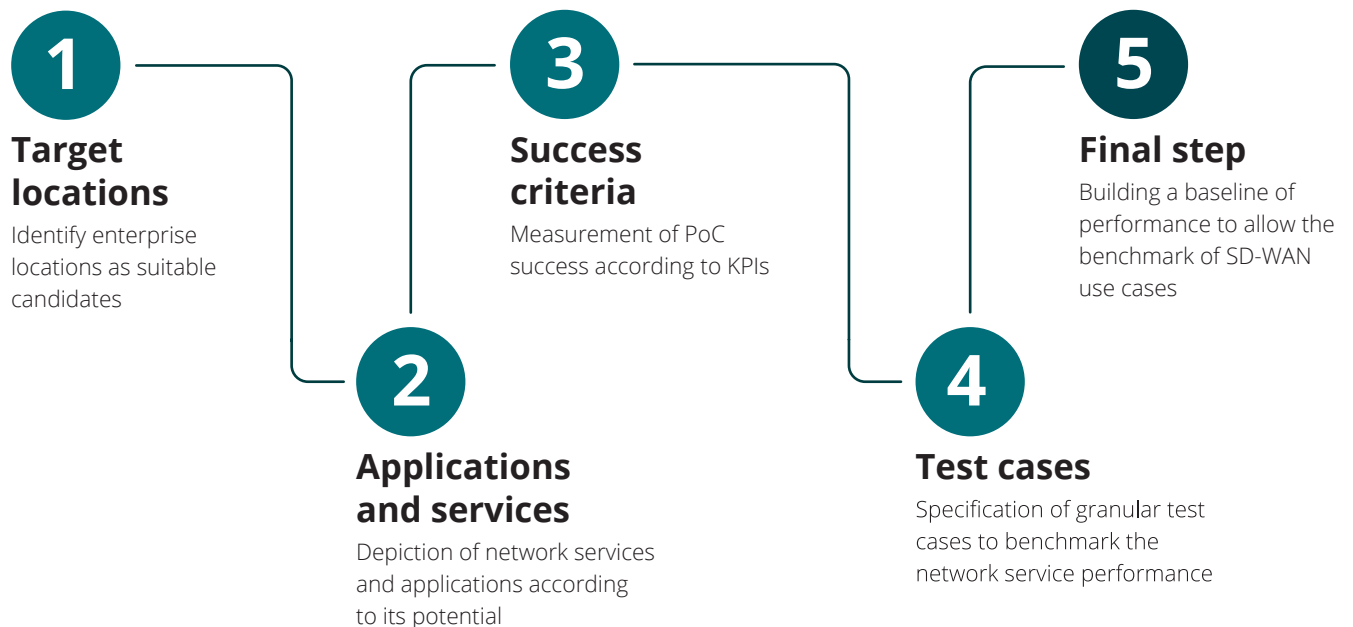 1
Target
locations
Identify enterprise
locations as suitable
candidates
2
Applications
and services
Depiction of network services
and applications according
to its potential
3
Success
criteria
Measurement of PoC
success according to KPIs
4
Test cases
Specification of granular test
cases to benchmark the
network service performance
5
Final step
Building a baseline of
performance to allow the
benchmark of SD-WAN
use cases